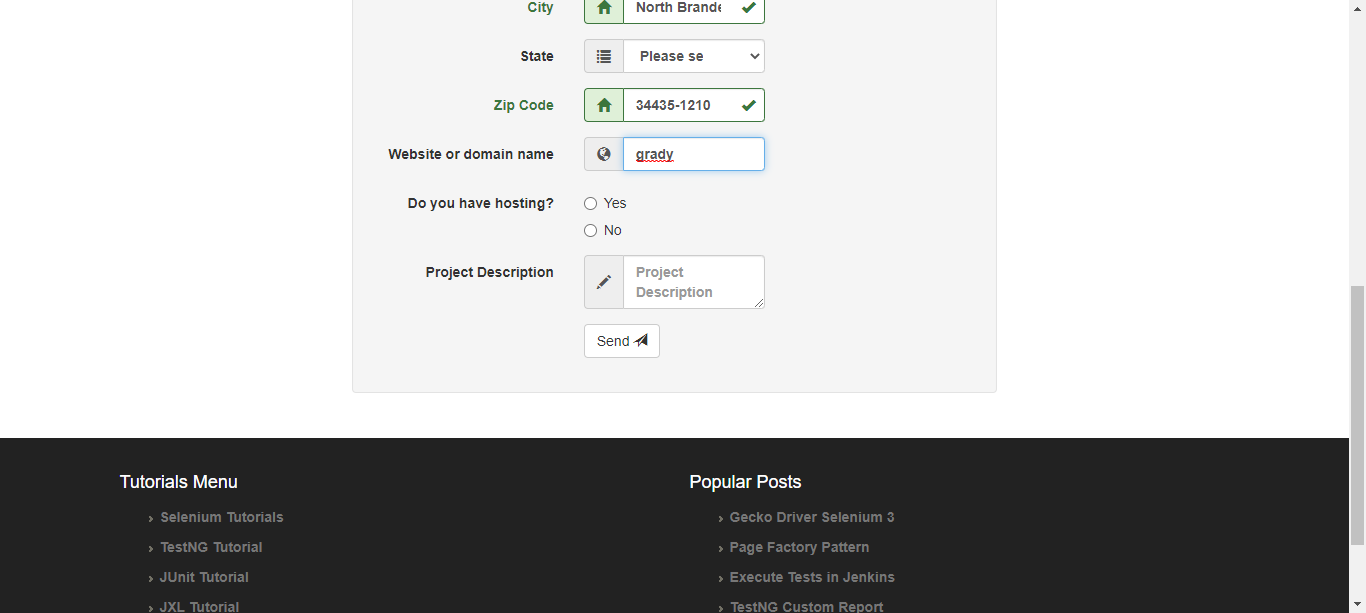 City
North Brande
State
Please se
Zip Code
34435-1210
Website or domain name
grady
Do you have hosting?
Yes
No
Project Description
Project
Description
Send
Tutorials Menu
Selenium Tutorials
TestNG Tutorial
JUnit Tutorial
JXL Tutorial
Popular Posts
Gecko Driver Selenium 3
Page Factory Pattern
Execute Tests in Jenkins
TestNG Custom Report